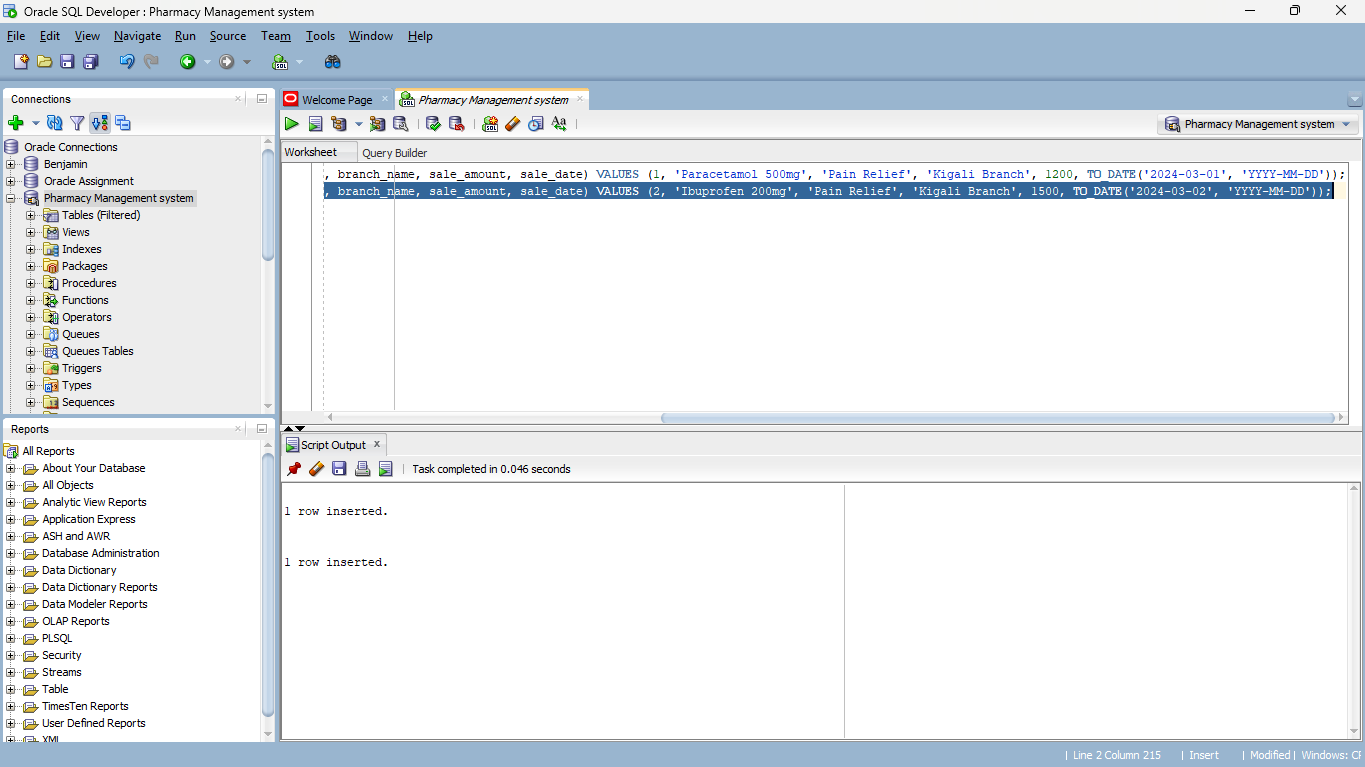 Oracle SQL Developer : Pharmacy Management system
File Edit View Navigate Run Source Team Tools Window Help
Connections
Oracle Connections
Benjamin
Oracle Assignment
Pharmacy Management system
Tables (Filtered)
Views
Indexes
Packages
Procedures
Functions
Operators
Queues
Queues Tables
Triggers
Types
Sequences
Reports
All Reports
About Your Database
All Objects
Analytic View Reports
Application Express
ASH and AWR
Database Administration
Data Dictionary
Data Dictionary Reports
Data Modeler Reports
OLAP Reports
PLSQL
Security
Streams
Table
TimesTen Reports
User Defined Reports
XML
Welcome Page
Pharmacy Management system
Pharmacy Management system
Worksheet Query Builder
, branch_name, sale_amount, sale_date) VALUES (1, 'Paracetamol 500mg', 'Pain Relief', 'Kigali Branch', 1200, TO_DATE('2024-03-01', 'YYYY-MM-DD'));
, branch_name, sale_amount, sale_date) VALUES (2, 'Ibuprofen 200mg', 'Pain Relief', 'Kigali Branch', 1500, TO_DATE('2024-03-02', 'YYYY-MM-DD'));
Script Output
Task completed in 0.046 seconds
1 row inserted.
1 row inserted.
Line 2 Column 215 | Insert | Modified | Windows: